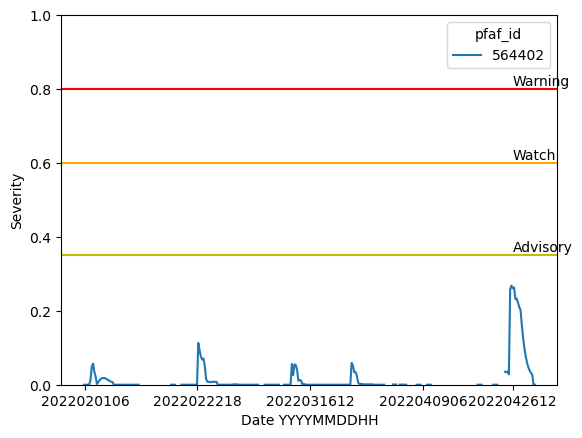 pfaf_id
564402
1.0
0.8
0.6
0.4
0.2
0.0
Severity
Warning
Watch
Advisory
2022020106
2022022218
2022031612
2022040906
2022042612
Date YYYYMMDDHH